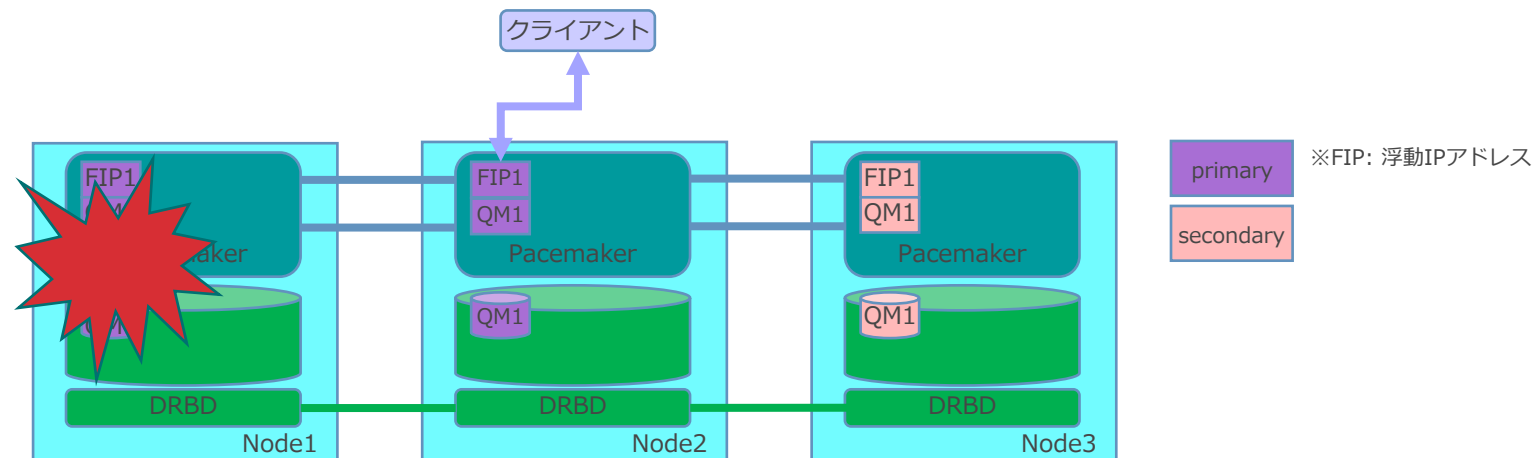 クライアント
FIP1
Pacemaker
DRBD
Node1
FIP1
QM1
Pacemaker
QM1
DRBD
Node2
FIP1
QM1
Pacemaker
QM1
DRBD
Node3
primary
secondary
※FIP: 浮動IPアドレス